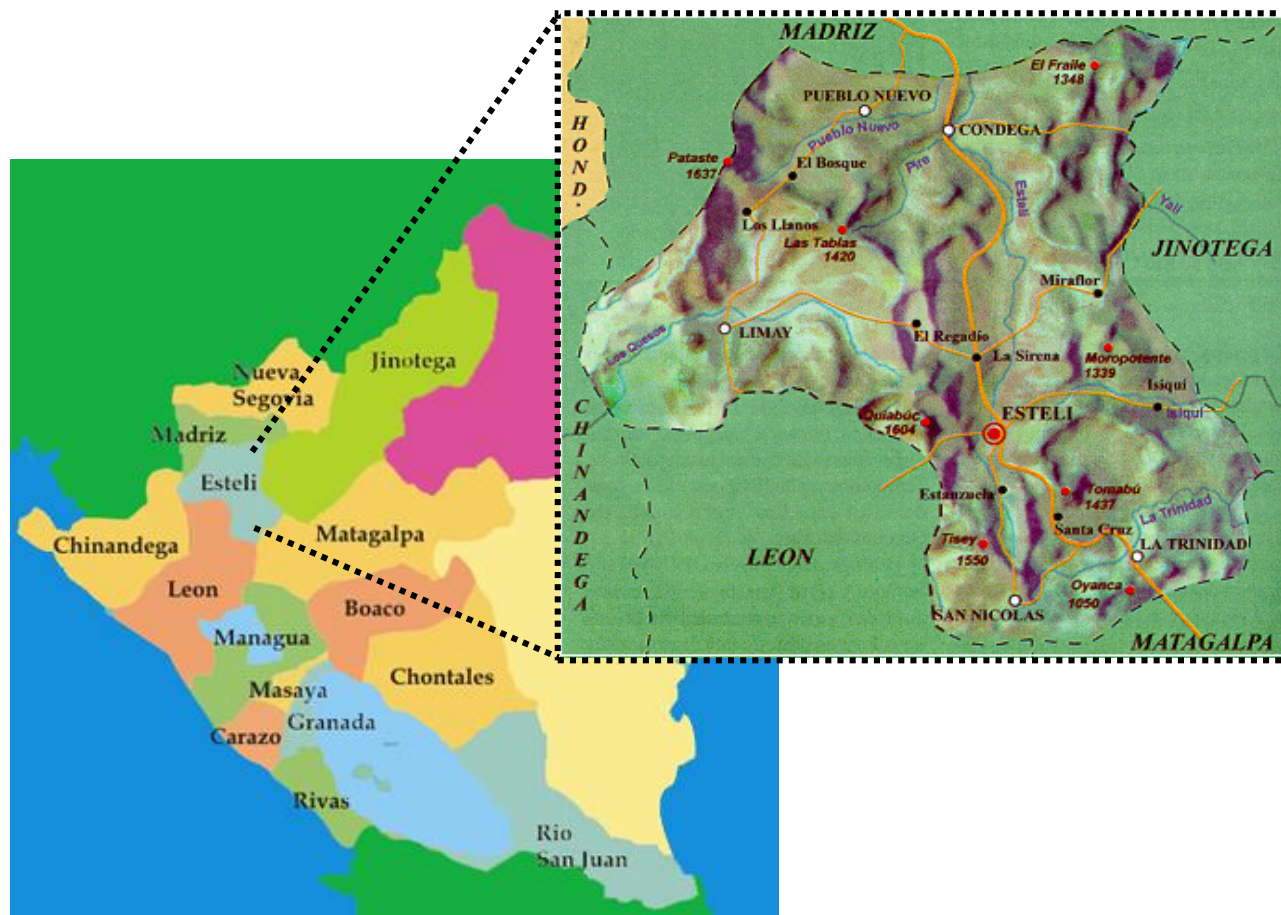 Nueva
Segovia
Jinotega
Madriz
Esteli
Chinandega
Matagalpa
Leon
Boaco
Managua
Chontales
Masaya
Granada
Carazo
Rivas
Rio
San Juan
MADRIZ
El Fraile
1348
PUEBLO NUEVO
HOND.
CONDEGA
Pueblo Nuevo
Pataste
1637
El Bosque
Pire
Estelí
Yalí
Los Llanos
Las Tablas
1420
JINOTEGA
Miraflor
LIMAY
Los Quesos
El Regadío
La Sirena
Moropotente
1339
Isiquí
Isiquí
CHINANDEGA
Quiabúc
1604
ESTELI
Estanzuela
Tomabú
1437
La Trinidad
Santa Cruz
Tisey
1550
LA TRINIDAD
LEON
Oyanca
1050
SAN NICOLAS
MATAGALPA